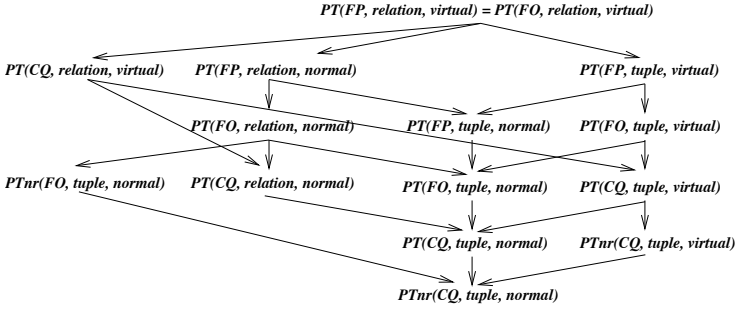 PT(FP, relation, virtual) = PT(FO, relation, virtual)
PT(CQ, relation, virtual) PT(FP, relation, normal) PT(FP, tuple, virtual)
PT(FO, relation, normal) PT(FP, tuple, normal) PT(FO, tuple, virtual)
PTnr(FO, tuple, normal) PT(CQ, relation, normal) PT(FO, tuple, normal) PT(CQ, tuple, virtual)
PT(CQ, tuple, normal) PTnr(CQ, tuple, virtual)
PTnr(CQ, tuple, normal)